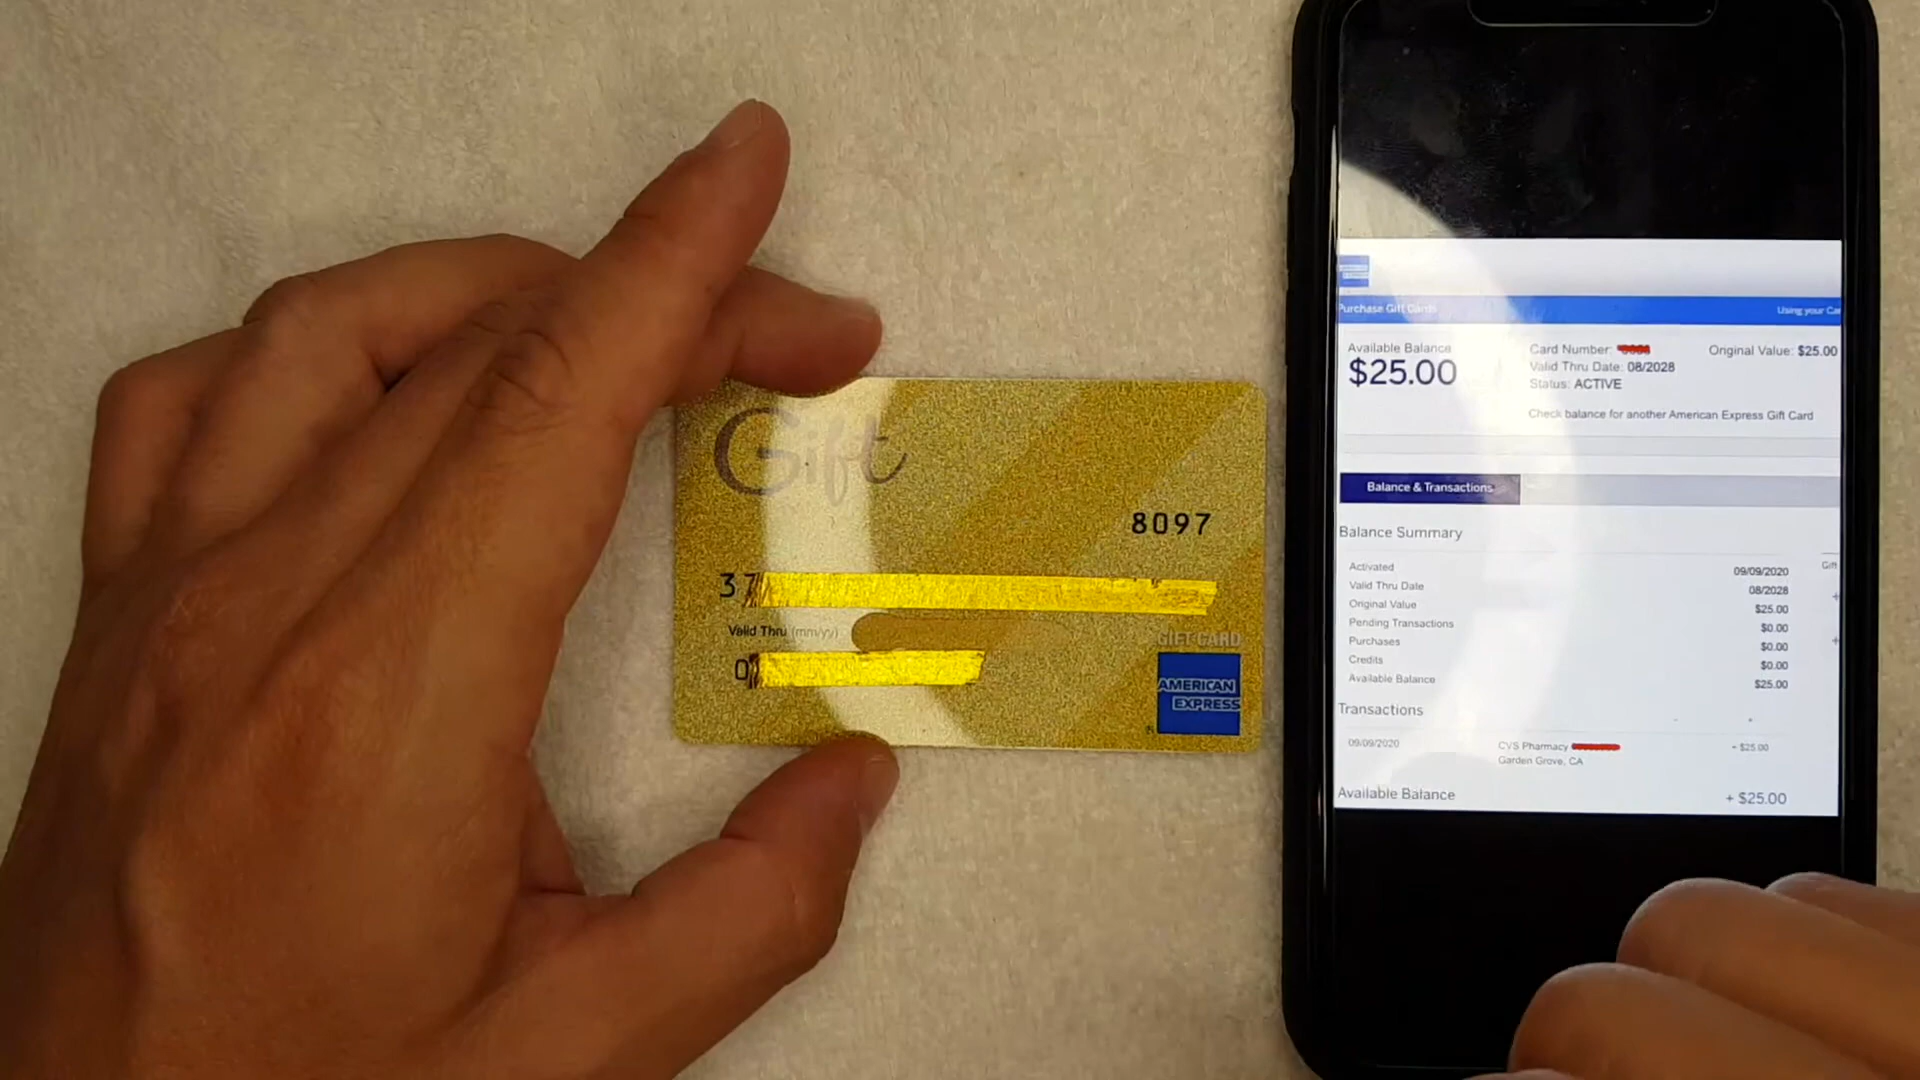 Gift
8097
37
Valid Thru (mm/yy)
0
GIFT CARD
AMERICAN
EXPRESS
Purchase Gift Cards
Using your Car
Available Balance
$25.00
Card Number:
Valid Thru Date: 08/2028
Status: ACTIVE
Original Value: $25.00
Check balance for another American Express Gift Card
Balance & Transactions
Balance Summary
Activated 09/09/2020
Gift
Valid Thru Date 08/2028
Original Value $25.00
Pending Transactions $0.00
Purchases $0.00
Credits $0.00
Available Balance $25.00
Transactions
09/09/2020 CVS Pharmacy + $25.00
Garden Grove, CA
Available Balance + $25.00